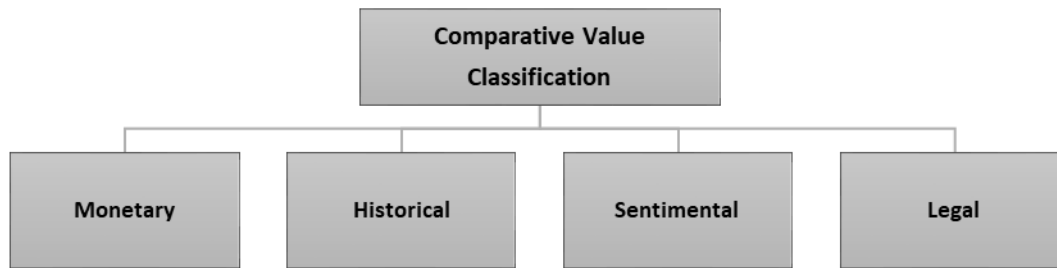 Comparative Value
Classification
Monetary
Historical
Sentimental
Legal